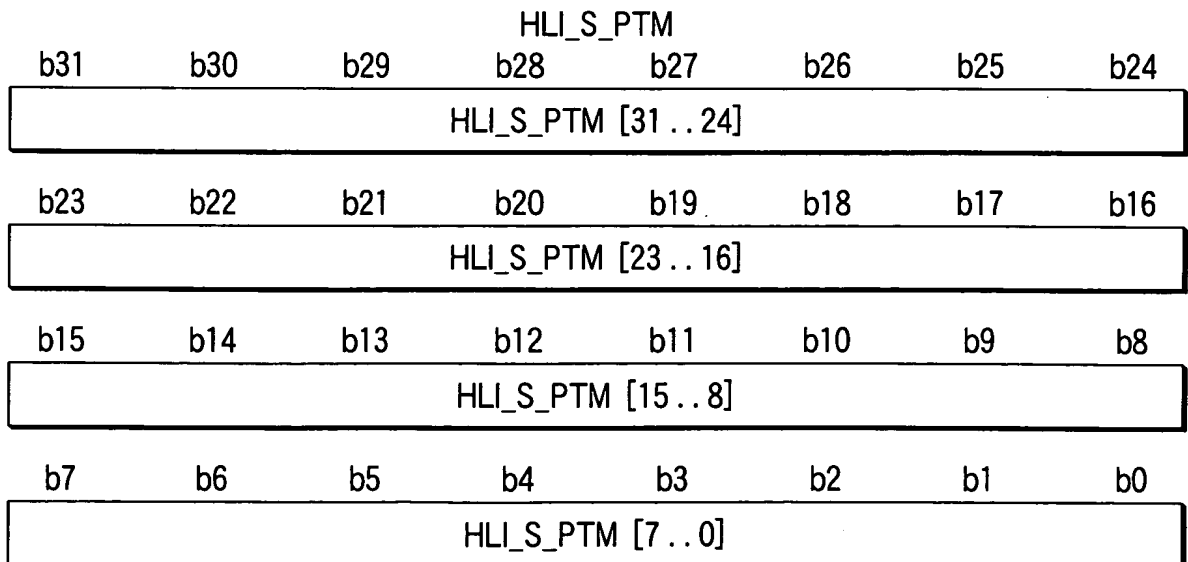 HLI_S_PTM
b31 b30 b29 b28 b27 b26 b25 b24
HLI_S_PTM [31 . . 24]
b23 b22 b21 b20 b19 b18 b17 b16
HLI_S_PTM [23 . . 16]
b15 b14 b13 b12 b11 b10 b9 b8
HLI_S_PTM [15 . . 8]
b7 b6 b5 b4 b3 b2 b1 b0
HLI_S_PTM [7 . . 0]